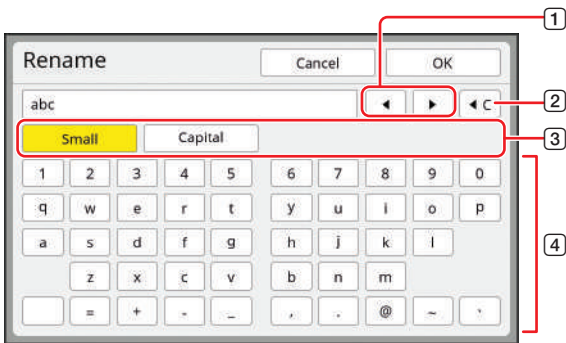 1
Rename Cancel OK
abc ◀ ▶ ◀ C 2
Small Capital 3
1 2 3 4 5 6 7 8 9 0
q w e r t y u i o p
a s d f g h j k l 4
z x c v b n m
= + - _ , . @ ~ `